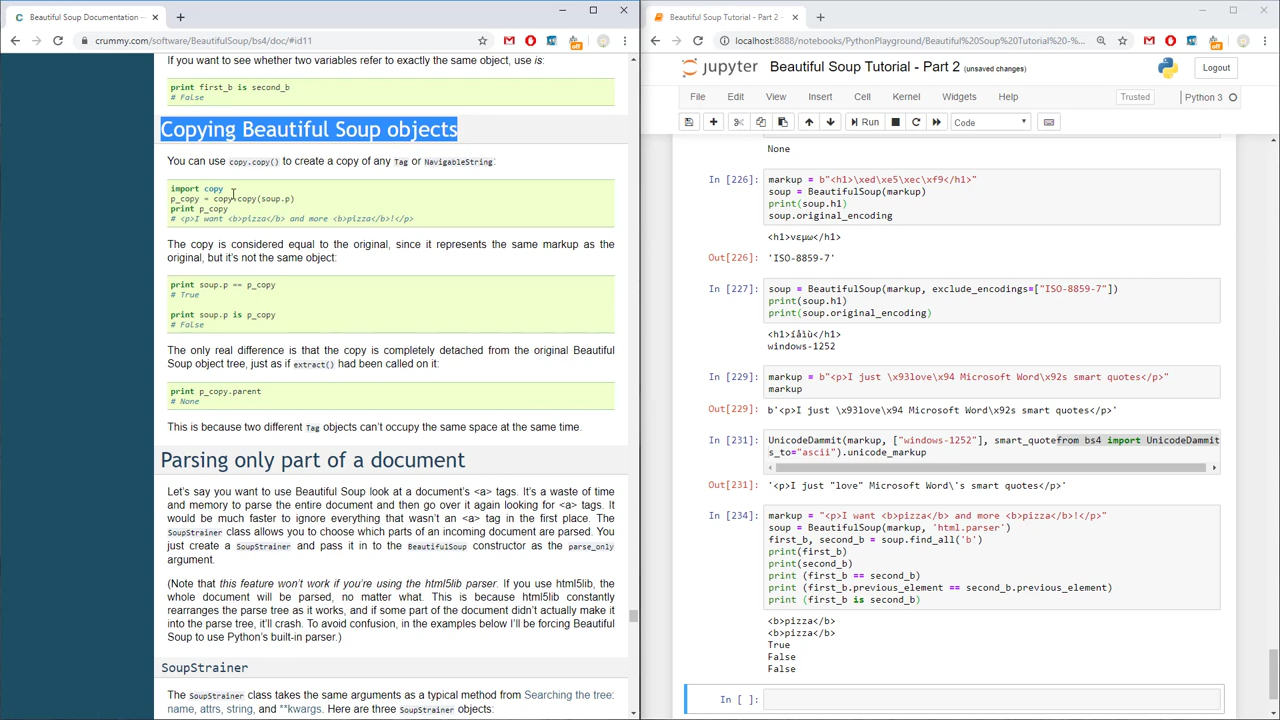 Beautiful Soup Documentation —
crummy.com/software/BeautifulSoup/bs4/doc/#id11
If you want to see whether two variables refer to exactly the same object, use is:
print first_b is second_b
# False
Copying Beautiful Soup objects
You can use copy.copy() to create a copy of any Tag or NavigableString:
import copy
p_copy = copy.copy(soup.p)
print p_copy
# <p>I want <b>pizza</b> and more <b>pizza</b>!</p>
The copy is considered equal to the original, since it represents the same markup as the
original, but it's not the same object:
print soup.p == p_copy
# True
print soup.p is p_copy
# False
The only real difference is that the copy is completely detached from the original Beautiful
Soup object tree, just as if extract() had been called on it:
print p_copy.parent
# None
This is because two different Tag objects can't occupy the same space at the same time.
Parsing only part of a document
Let's say you want to use Beautiful Soup look at a document's <a> tags. It's a waste of time
and memory to parse the entire document and then go over it again looking for <a> tags. It
would be much faster to ignore everything that wasn't an <a> tag in the first place. The
SoupStrainer class allows you to choose which parts of an incoming document are parsed. You
just create a SoupStrainer and pass it in to the BeautifulSoup constructor as the parse_only
argument.
(Note that this feature won't work if you're using the html5lib parser. If you use html5lib, the
whole document will be parsed, no matter what. This is because html5lib constantly
rearranges the parse tree as it works, and if some part of the document didn't actually make it
into the parse tree, it'll crash. To avoid confusion, in the examples below I'll be forcing Beautiful
Soup to use Python's built-in parser.)
SoupStrainer
The SoupStrainer class takes the same arguments as a typical method from Searching the tree:
name, attrs, string, and **kwargs. Here are three SoupStrainer objects:
Beautiful Soup Tutorial - Part 2 -
localhost:8888/notebooks/PythonPlayground/Beautiful%20Soup%20Tutorial%20-%...
jupyter Beautiful Soup Tutorial - Part 2 (unsaved changes) Logout
File Edit View Insert Cell Kernel Widgets Help Trusted Python 3
Run Code
None
In [226]: markup = b"<h1>\xed\xe5\xec\xf9</h1>"
soup = BeautifulSoup(markup)
print(soup.h1)
soup.original_encoding
<h1>νεμω</h1>
Out[226]: 'ISO-8859-7'
In [227]: soup = BeautifulSoup(markup, exclude_encodings=["ISO-8859-7"])
print(soup.h1)
print(soup.original_encoding)
<h1>íåìù</h1>
windows-1252
In [229]: markup = b"<p>I just \x93love\x94 Microsoft Word\x92s smart quotes</p>"
markup
Out[229]: b'<p>I just \x93love\x94 Microsoft Word\x92s smart quotes</p>'
In [231]: UnicodeDammit(markup, ["windows-1252"], smart_quotefrom bs4 import UnicodeDammit
s_to="ascii").unicode_markup
Out[231]: '<p>I just "love" Microsoft Word\'s smart quotes</p>'
In [234]: markup = "<p>I want <b>pizza</b> and more <b>pizza</b>!</p>"
soup = BeautifulSoup(markup, 'html.parser')
first_b, second_b = soup.find_all('b')
print(first_b)
print(second_b)
print (first_b == second_b)
print (first_b.previous_element == second_b.previous_element)
print (first_b is second_b)
<b>pizza</b>
<b>pizza</b>
True
False
False
In [ ]: